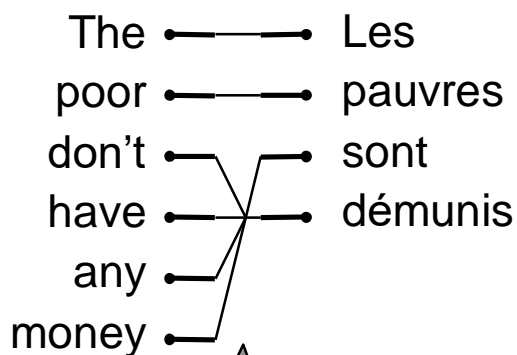 The Les
poor pauvres
don't sont
have démunis
any
money